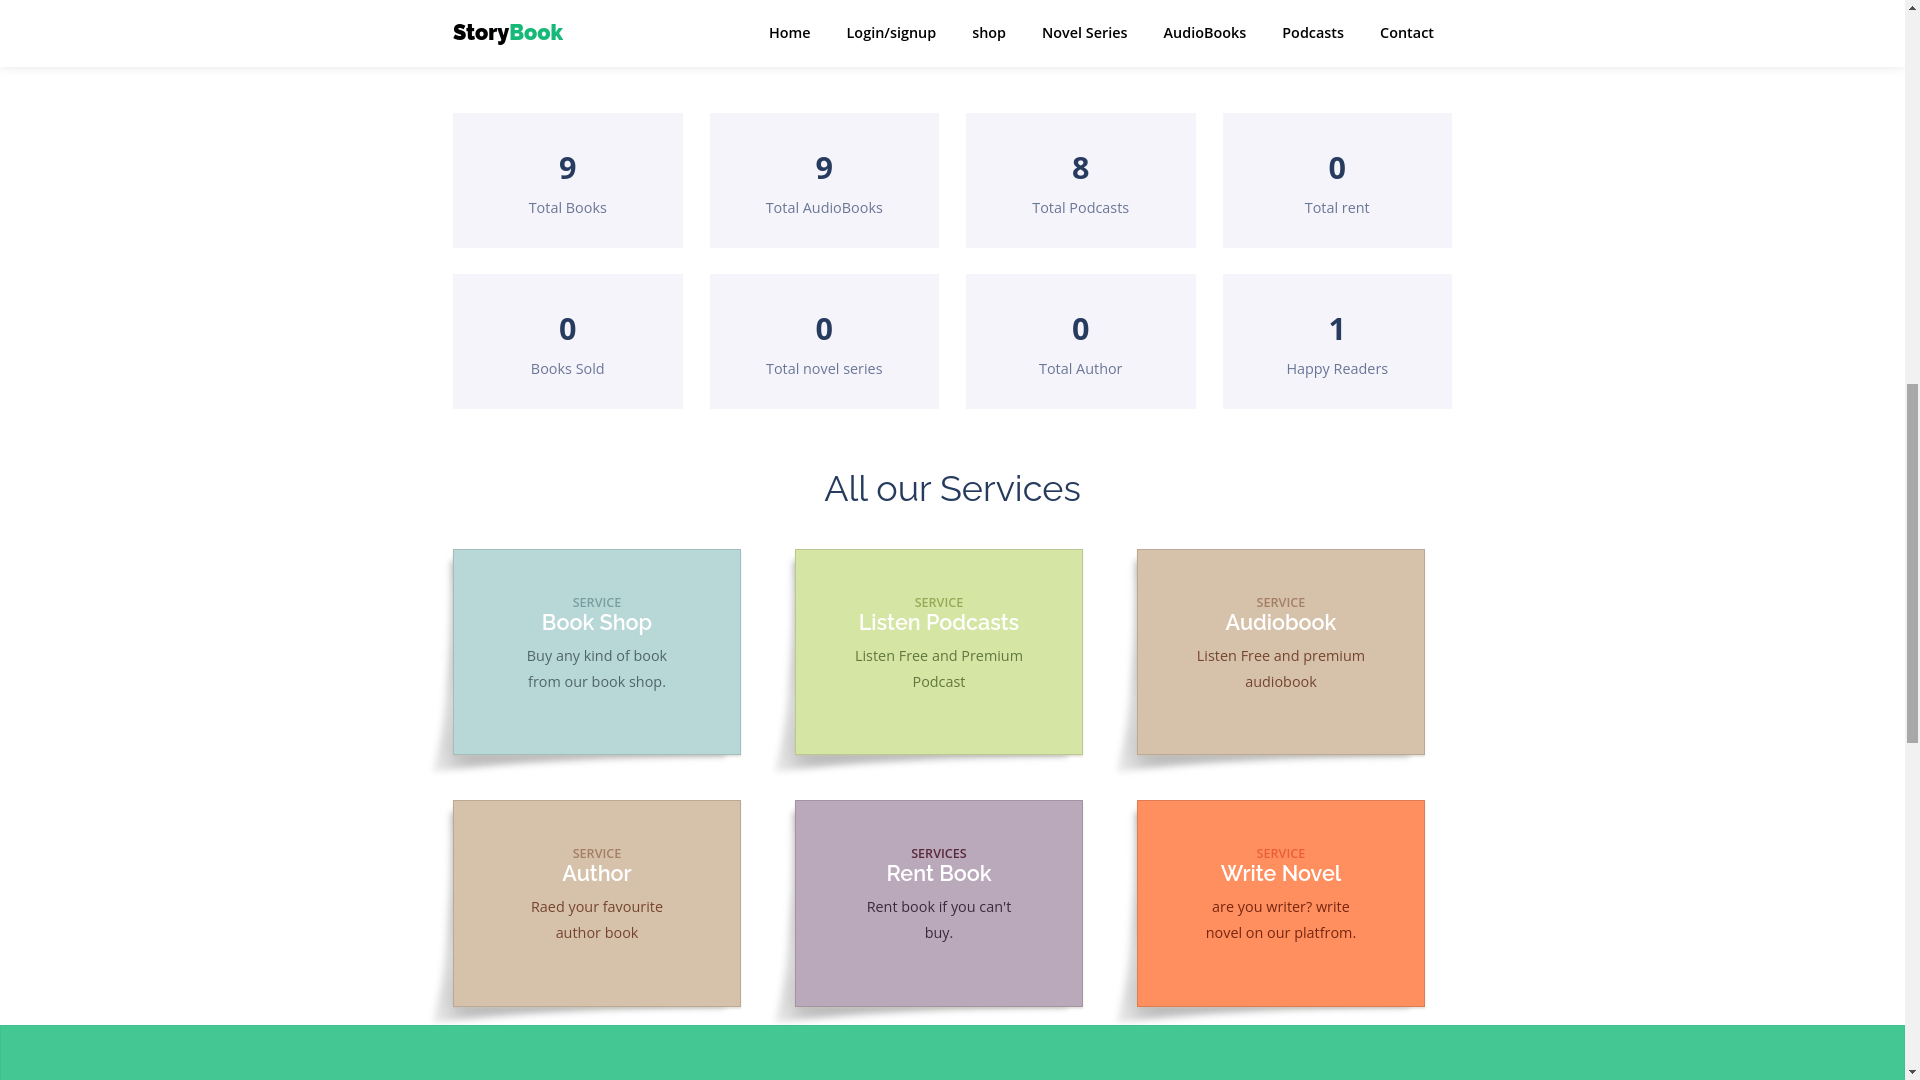 StoryBook
Home Login/signup shop Novel Series AudioBooks Podcasts Contact
9 9 8 0
Total Books Total AudioBooks Total Podcasts Total rent
0 0 0 1
Books Sold Total novel series Total Author Happy Readers
All our Services
SERVICE
Book Shop
Buy any kind of book
from our book shop.
SERVICE
Listen Podcasts
Listen Free and Premium
Podcast
SERVICE
Audiobook
Listen Free and premium
audiobook
SERVICE
Author
Raed your favourite
author book
SERVICES
Rent Book
Rent book if you can't
buy.
SERVICE
Write Novel
are you writer? write
novel on our platfrom.